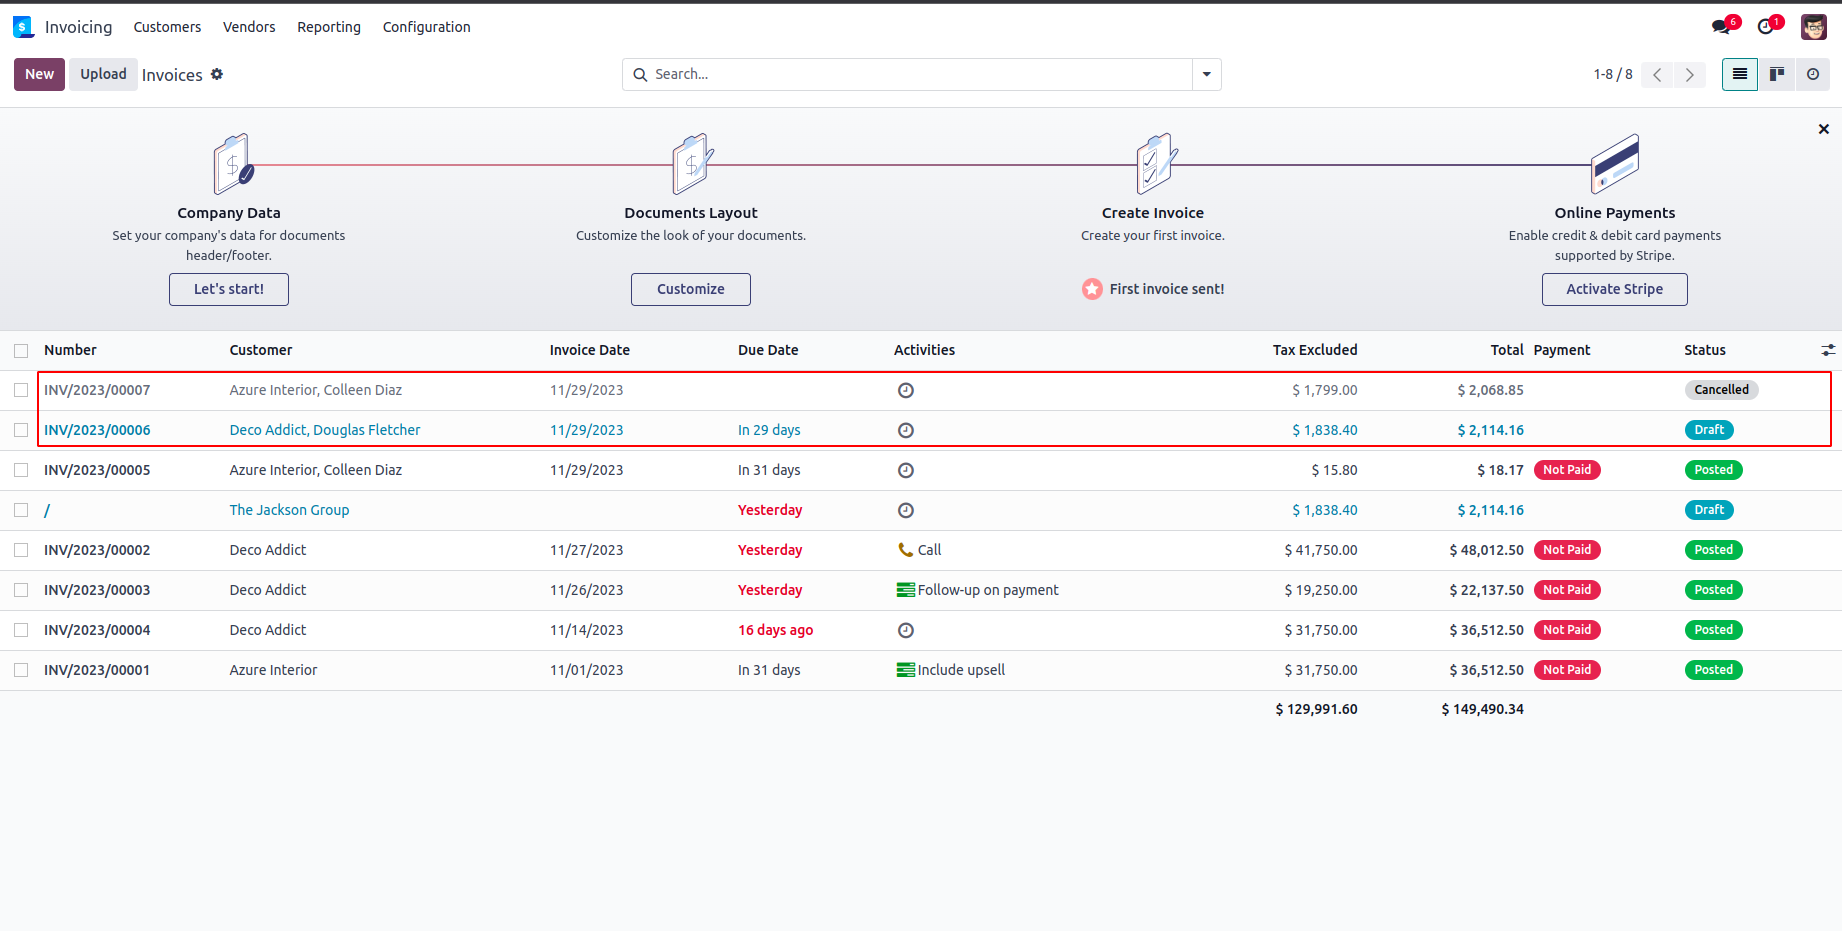 Invoicing Customers Vendors Reporting Configuration 6 1
New Upload Invoices Search... 1-8 / 8
Company Data Documents Layout Create Invoice Online Payments
Set your company's data for documents Customize the look of your documents. Create your first invoice. Enable credit & debit card payments
header/footer. supported by Stripe.
Let's start! Customize First invoice sent! Activate Stripe
Number Customer Invoice Date Due Date Activities Tax Excluded Total Payment Status
INV/2023/00007 Azure Interior, Colleen Diaz 11/29/2023 $ 1,799.00 $ 2,068.85 Cancelled
INV/2023/00006 Deco Addict, Douglas Fletcher 11/29/2023 In 29 days $ 1,838.40 $ 2,114.16 Draft
INV/2023/00005 Azure Interior, Colleen Diaz 11/29/2023 In 31 days $ 15.80 $ 18.17 Not Paid Posted
/ The Jackson Group Yesterday $ 1,838.40 $ 2,114.16 Draft
INV/2023/00002 Deco Addict 11/27/2023 Yesterday Call $ 41,750.00 $ 48,012.50 Not Paid Posted
INV/2023/00003 Deco Addict 11/26/2023 Yesterday Follow-up on payment $ 19,250.00 $ 22,137.50 Not Paid Posted
INV/2023/00004 Deco Addict 11/14/2023 16 days ago $ 31,750.00 $ 36,512.50 Not Paid Posted
INV/2023/00001 Azure Interior 11/01/2023 In 31 days Include upsell $ 31,750.00 $ 36,512.50 Not Paid Posted
$ 129,991.60 $ 149,490.34